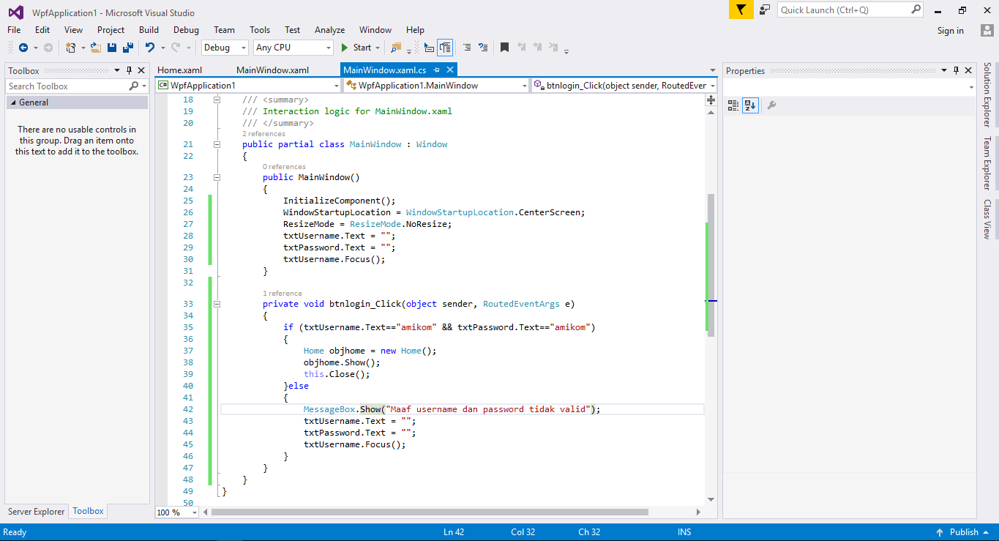 WpfApplication1 - Microsoft Visual Studio
Quick Launch (Ctrl+Q)
File Edit View Project Build Debug Team Tools Test Analyze Window Help
Sign in
Debug Any CPU Start
Toolbox
Search Toolbox
General
There are no usable controls in
this group. Drag an item onto
this text to add it to the toolbox.
Server Explorer Toolbox
Home.xaml MainWindow.xaml MainWindow.xaml.cs
C# WpfApplication1 WpfApplication1.MainWindow btnlogin_Click(object sender, RoutedEver
18 /// <summary>
19 /// Interaction logic for MainWindow.xaml
20 /// </summary>
2 references
21 public partial class MainWindow : Window
22 {
0 references
23 public MainWindow()
24 {
25 InitializeComponent();
26 WindowStartupLocation = WindowStartupLocation.CenterScreen;
27 ResizeMode = ResizeMode.NoResize;
28 txtUsername.Text = "";
29 txtPassword.Text = "";
30 txtUsername.Focus();
31 }
32
1 reference
33 private void btnlogin_Click(object sender, RoutedEventArgs e)
34 {
35 if (txtUsername.Text=="amikom" && txtPassword.Text=="amikom")
36 {
37 Home objhome = new Home();
38 objhome.Show();
39 this.Close();
40 }else
41 {
42 MessageBox.Show("Maaf username dan password tidak valid");
43 txtUsername.Text = "";
44 txtPassword.Text = "";
45 txtUsername.Focus();
46 }
47 }
48 }
49 }
50
100 %
Properties
Solution Explorer
Team Explorer
Class View
Ready Ln 42 Col 32 Ch 32 INS Publish